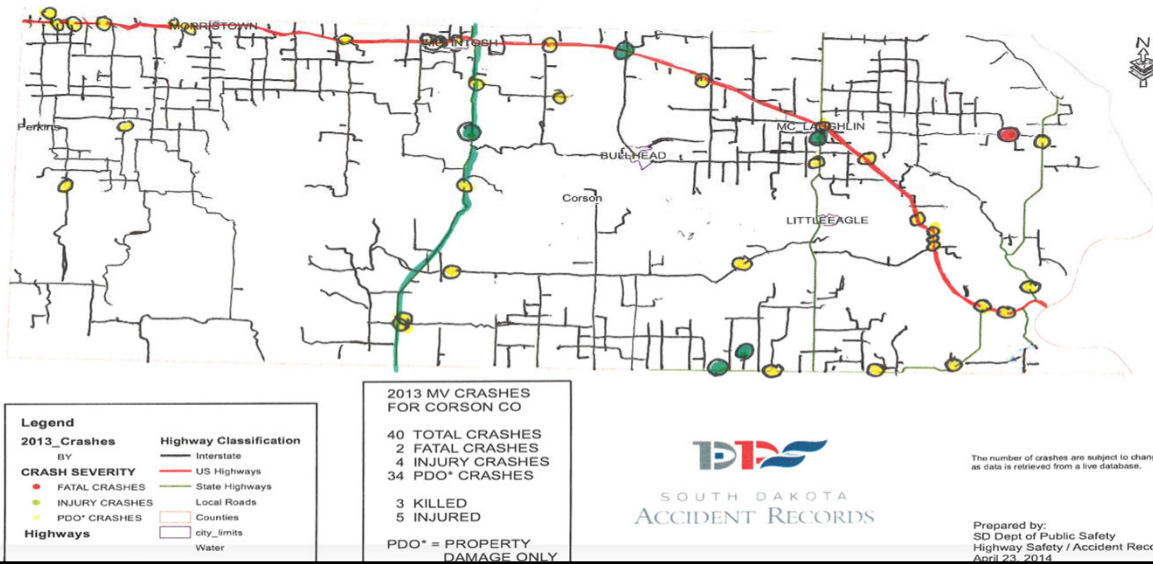 MORRISTOWN
MC INTOSH
N
Perkins
MC LAUGHLIN
BULLHEAD
Corson
LITTLEEAGLE
Legend
2013_Crashes
BY
CRASH SEVERITY
FATAL CRASHES
INJURY CRASHES
PDO* CRASHES
Highways
Highway Classification
Interstate
US Highways
State Highways
Local Roads
Counties
city_limits
Water
2013 MV CRASHES
FOR CORSON CO
40 TOTAL CRASHES
2 FATAL CRASHES
4 INJURY CRASHES
34 PDO* CRASHES
3 KILLED
5 INJURED
PDO* = PROPERTY
DAMAGE ONLY
DPS
SOUTH DAKOTA
ACCIDENT RECORDS
The number of crashes are subject to chang
as data is retrieved from a live database.
Prepared by:
SD Dept of Public Safety
Highway Safety / Accident Reco
April 23, 2014